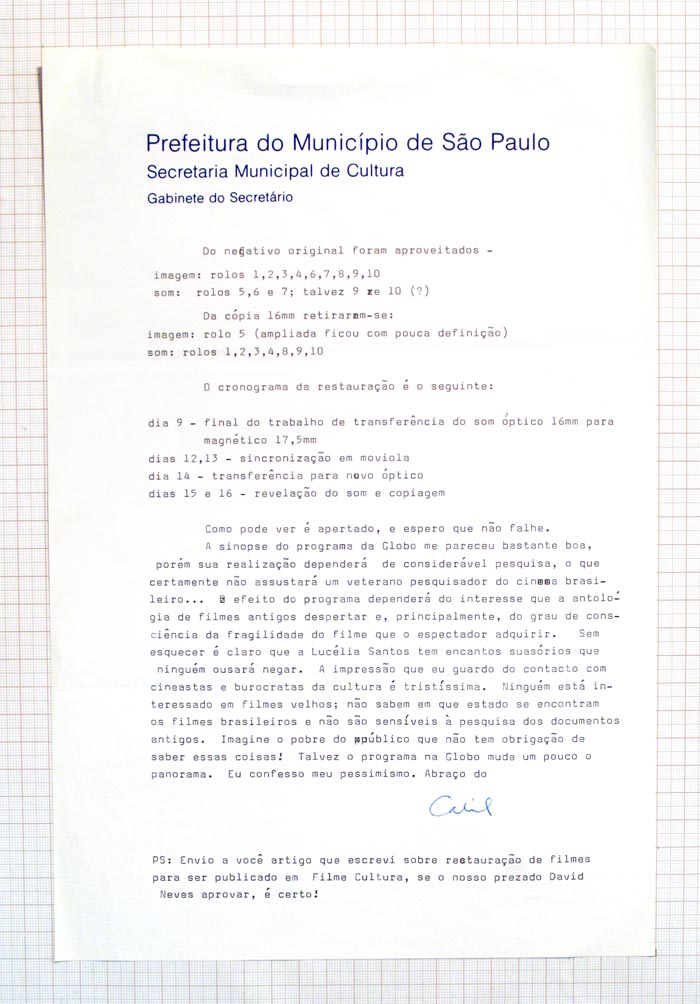 Prefeitura do Município de São Paulo
Secretaria Municipal de Cultura
Gabinete do Secretário
Do negativo original foram aproveitados -
imagem: rolos 1,2,3,4,6,7,8,9,10
som: rolos 5,6 e 7; talvez 9 e 10 (?)
Da cópia 16mm retiraram-se:
imagem: rolo 5 (ampliada ficou com pouca definição)
som: rolos 1,2,3,4,8,9,10
O cronograma da restauração é o seguinte:
dia 9 - final do trabalho de transferência do som óptico 16mm para
magnético 17,5mm
dias 12,13 - sincronização em moviola
dia 14 - transferência para novo óptico
dias 15 e 16 - revelação do som e copiagem
Como pode ver é apertado, e espero que não falhe.
A sinopse do programa da Globo me pareceu bastante boa,
porém sua realização dependerá de considerável pesquisa, o que
certamente não assustará um veterano pesquisador do cinema brasi-
leiro... O efeito do programa dependerá do interesse que a antolo-
gia de filmes antigos despertar e, principalmente, do grau de cons-
ciência da fragilidade do filme que o espectador adquirir. Sem
esquecer é claro que a Lucélia Santos tem encantos suasórios que
ninguém ousará negar. A impressão que eu guardo do contacto com
cineastas e burocratas da cultura é tristíssima. Ninguém está in-
teressado em filmes velhos; não sabem em que estado se encontram
os filmes brasileiros e não são sensíveis à pesquisa dos documentos
antigos. Imagine o pobre do público que não tem obrigação de
saber essas coisas! Talvez o programa na Globo mude um pouco o
panorama. Eu confesso meu pessimismo. Abraço do
Calil
PS: Envio a você artigo que escrevi sobre restauração de filmes
para ser publicado em Filme Cultura, se o nosso prezado David
Neves aprovar, é certo!